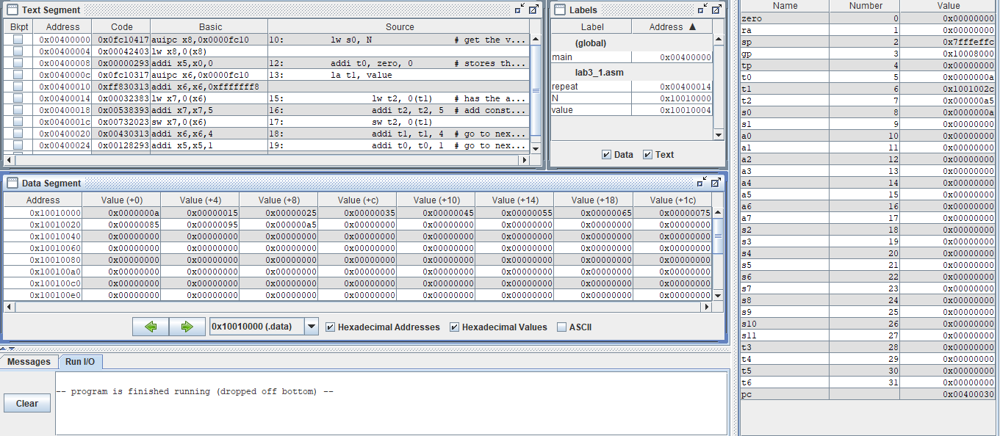 Text Segment
Bkpt Address Code Basic Source
0x00400000 0x0fc10417 auipc x8,0x0000fc10 10: lw s0, N # get the v...
0x00400004 0x00042403 lw x8,0(x8)
0x00400008 0x00000293 addi x5,x0,0 12: addi t0, zero, 0 # stores th...
0x0040000c 0x0fc10317 auipc x6,0x0000fc10 13: la t1, value
0x00400010 0xff830313 addi x6,x6,0xfffffff8
0x00400014 0x00032383 lw x7,0(x6) 15: lw t2, 0(t1) # has the a...
0x00400018 0x00538393 addi x7,x7,5 16: addi t2, t2, 5 # add const...
0x0040001c 0x00732023 sw x7,0(x6) 17: sw t2, 0(t1)
0x00400020 0x00430313 addi x6,x6,4 18: addi t1, t1, 4 # go to nex...
0x00400024 0x00128293 addi x5,x5,1 19: addi t0, t0, 1 # go to nex...
Labels
Label Address ▲
(global)
main 0x00400000
lab3_1.asm
repeat 0x00400014
N 0x10010000
value 0x10010004
Data Text
Data Segment
Address Value (+0) Value (+4) Value (+8) Value (+c) Value (+10) Value (+14) Value (+18) Value (+1c)
0x10010000 0x0000000a 0x00000015 0x00000025 0x00000035 0x00000045 0x00000055 0x00000065 0x00000075
0x10010020 0x00000085 0x00000095 0x000000a5 0x00000000 0x00000000 0x00000000 0x00000000 0x00000000
0x10010040 0x00000000 0x00000000 0x00000000 0x00000000 0x00000000 0x00000000 0x00000000 0x00000000
0x10010060 0x00000000 0x00000000 0x00000000 0x00000000 0x00000000 0x00000000 0x00000000 0x00000000
0x10010080 0x00000000 0x00000000 0x00000000 0x00000000 0x00000000 0x00000000 0x00000000 0x00000000
0x100100a0 0x00000000 0x00000000 0x00000000 0x00000000 0x00000000 0x00000000 0x00000000 0x00000000
0x100100c0 0x00000000 0x00000000 0x00000000 0x00000000 0x00000000 0x00000000 0x00000000 0x00000000
0x100100e0 0x00000000 0x00000000 0x00000000 0x00000000 0x00000000 0x00000000 0x00000000 0x00000000
0x10010000 (.data) Hexadecimal Addresses Hexadecimal Values ASCII
Messages Run I/O
Clear
-- program is finished running (dropped off bottom) --
Name Number Value
zero 0 0x00000000
ra 1 0x00000000
sp 2 0x7fffeffc
gp 3 0x10008000
tp 4 0x00000000
t0 5 0x0000000a
t1 6 0x1001002c
t2 7 0x000000a5
s0 8 0x0000000a
s1 9 0x00000000
a0 10 0x00000000
a1 11 0x00000000
a2 12 0x00000000
a3 13 0x00000000
a4 14 0x00000000
a5 15 0x00000000
a6 16 0x00000000
a7 17 0x00000000
s2 18 0x00000000
s3 19 0x00000000
s4 20 0x00000000
s5 21 0x00000000
s6 22 0x00000000
s7 23 0x00000000
s8 24 0x00000000
s9 25 0x00000000
s10 26 0x00000000
s11 27 0x00000000
t3 28 0x00000000
t4 29 0x00000000
t5 30 0x00000000
t6 31 0x00000000
pc 0x00400030